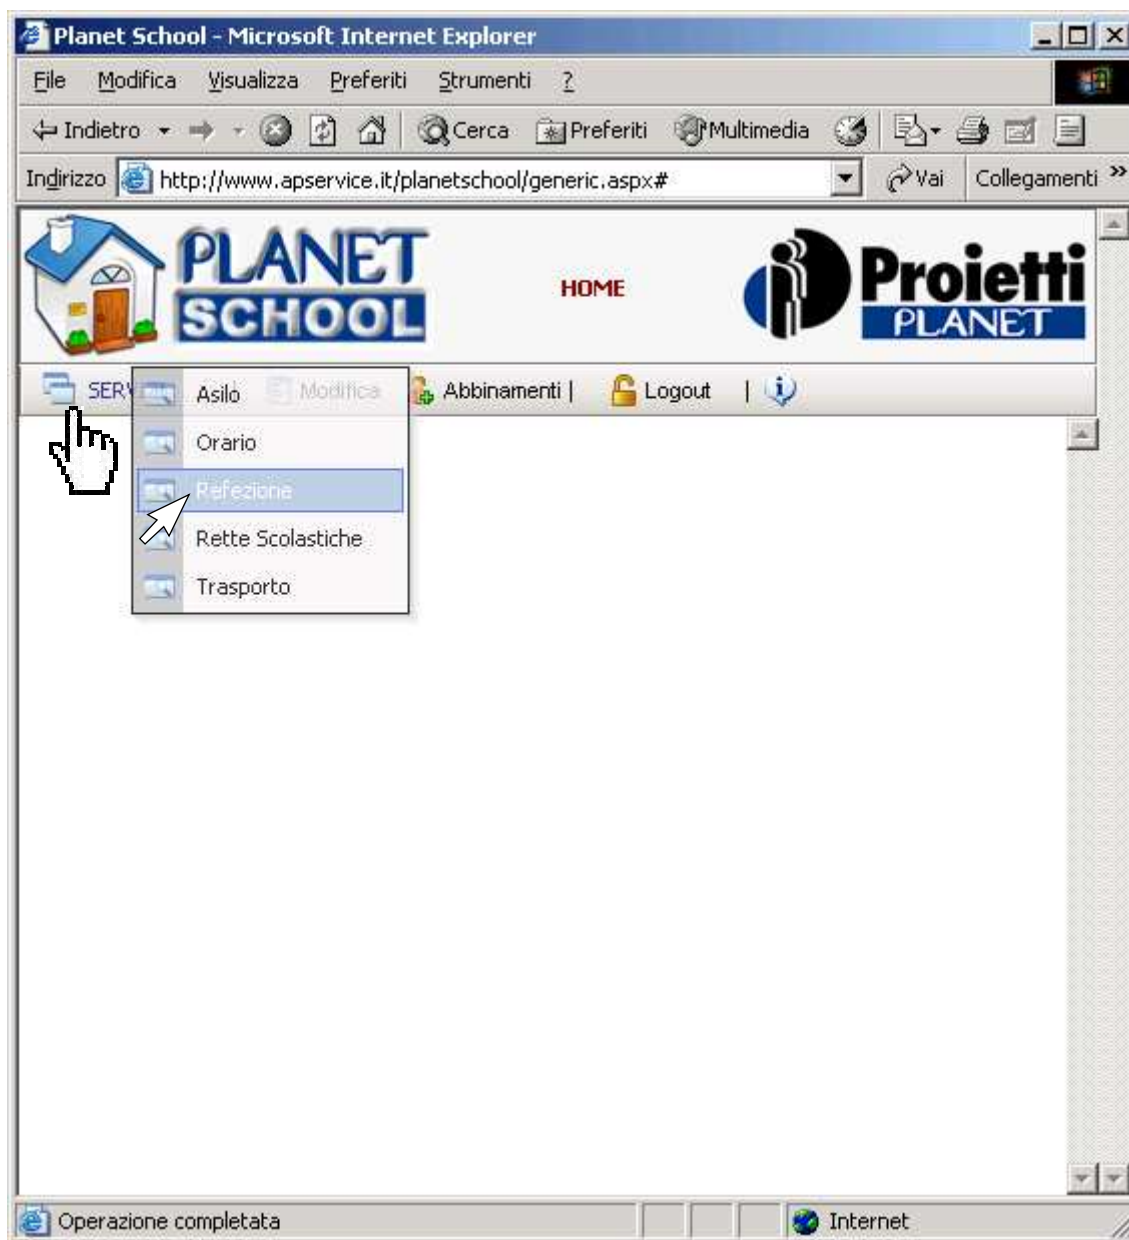 Planet School - Microsoft Internet Explorer
File Modifica Visualizza Preferiti Strumenti ?
Indietro Cerca Preferiti Multimedia
Indirizzo http://www.apservice.it/planetschool/generic.aspx# Vai Collegamenti »
PLANET SCHOOL
HOME
Proietti PLANET
SERV Modifica Abbinamenti | Logout |
Asilo
Orario
Refezione
Rette Scolastiche
Trasporto
Operazione completata Internet